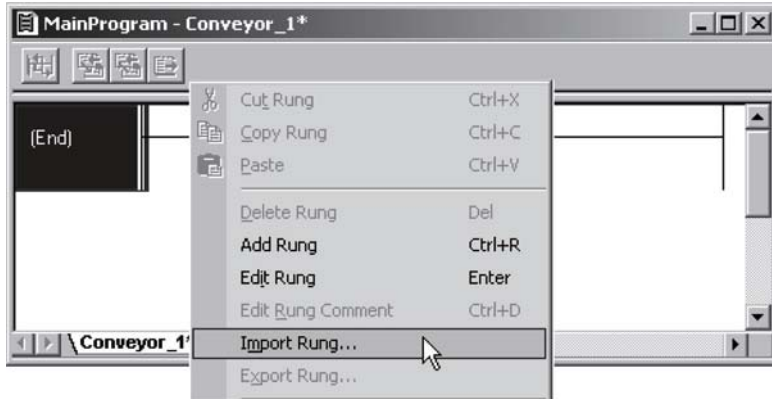 MainProgram - Conveyor_1*
Cut Rung Ctrl+X
(End)
Copy Rung Ctrl+C
Paste Ctrl+V
Delete Rung Del
Add Rung Ctrl+R
Edit Rung Enter
Edit Rung Comment Ctrl+D
Conveyor_1*
Import Rung...
Export Rung...